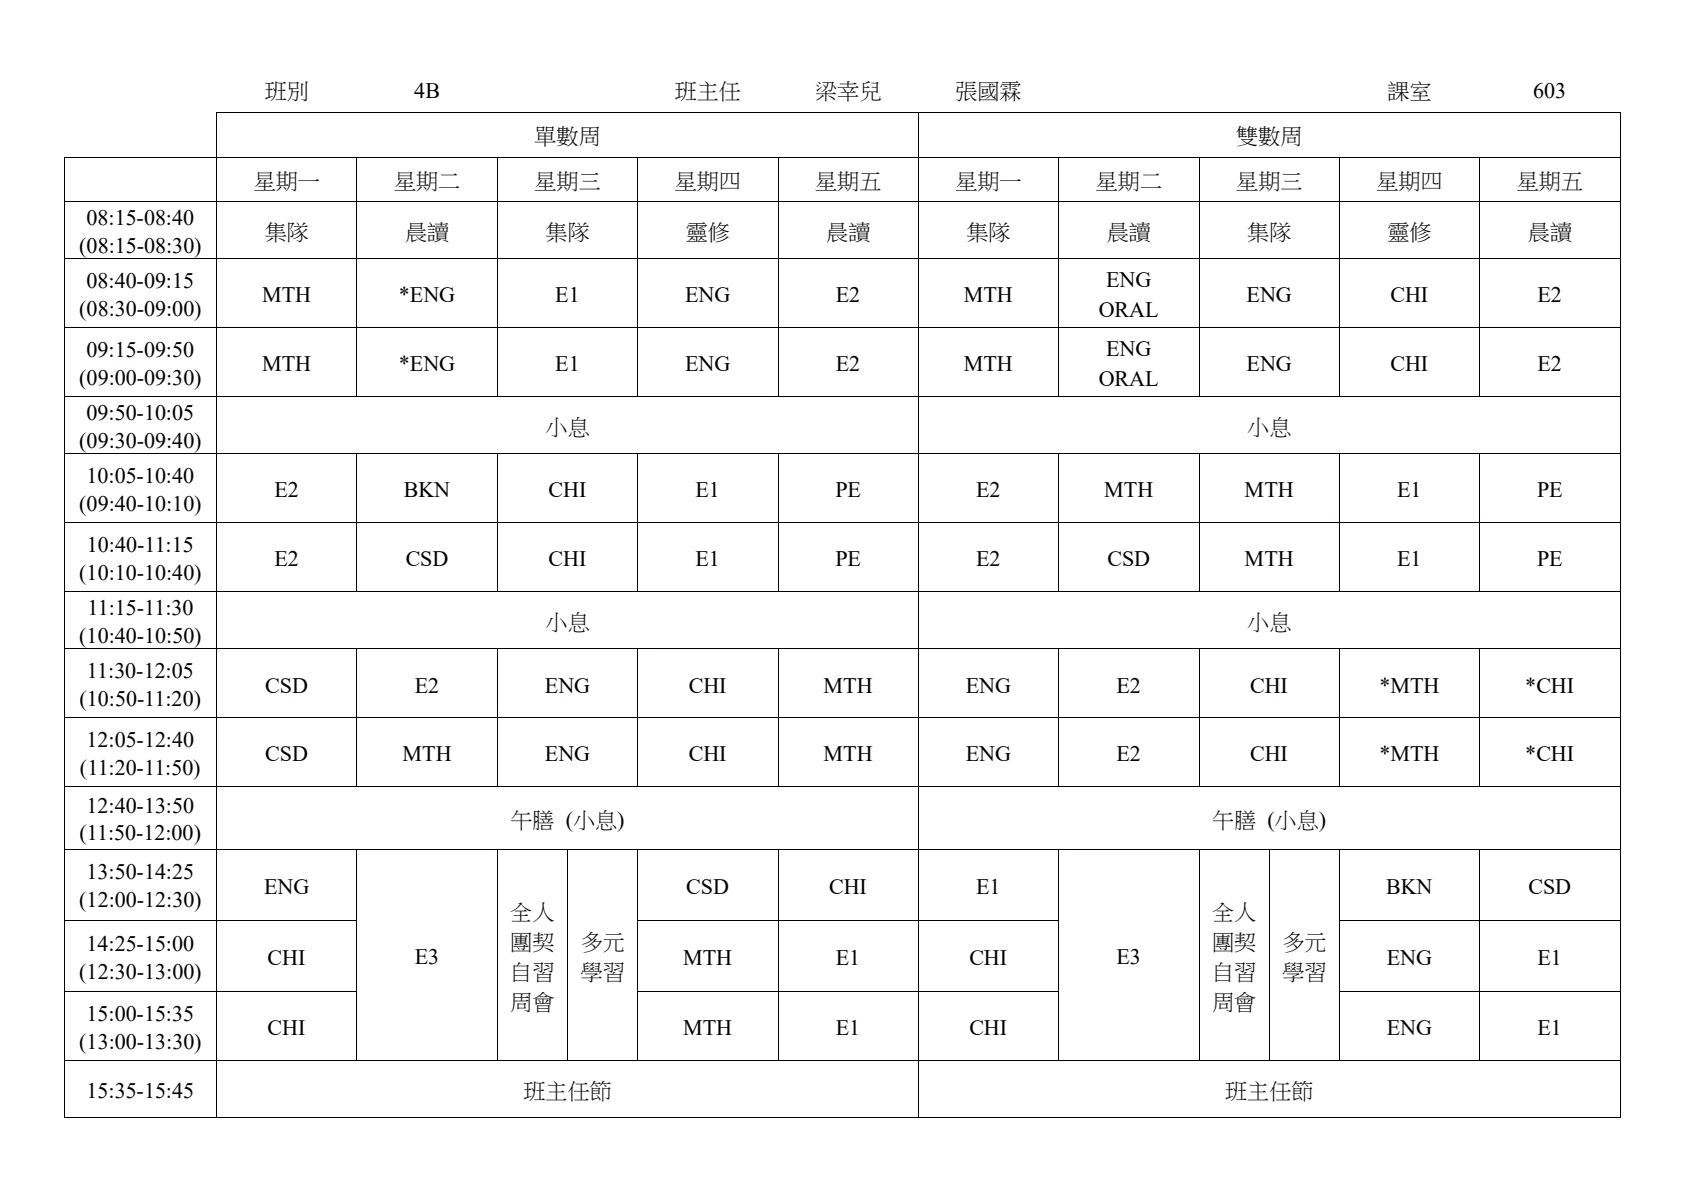 班別 4B 班主任 梁幸兒 張國霖 課室 603
單數周 雙數周
星期一 星期二 星期三 星期四 星期五 星期一 星期二 星期三 星期四 星期五
08:15-08:40
(08:15-08:30)
集隊 晨讀 集隊 靈修 晨讀 集隊 晨讀 集隊 靈修 晨讀
08:40-09:15
(08:30-09:00)
MTH *ENG E1 ENG E2 MTH ENG ORAL ENG CHI E2
09:15-09:50
(09:00-09:30)
MTH *ENG E1 ENG E2 MTH ENG ORAL ENG CHI E2
09:50-10:05
(09:30-09:40)
小息 小息
10:05-10:40
(09:40-10:10)
E2 BKN CHI E1 PE E2 MTH MTH E1 PE
10:40-11:15
(10:10-10:40)
E2 CSD CHI E1 PE E2 CSD MTH E1 PE
11:15-11:30
(10:40-10:50)
小息 小息
11:30-12:05
(10:50-11:20)
CSD E2 ENG CHI MTH ENG E2 CHI *MTH *CHI
12:05-12:40
(11:20-11:50)
CSD MTH ENG CHI MTH ENG E2 CHI *MTH *CHI
12:40-13:50
(11:50-12:00)
午膳 (小息) 午膳 (小息)
13:50-14:25
(12:00-12:30)
ENG CSD CHI E1 BKN CSD
14:25-15:00
(12:30-13:00)
CHI E3 MTH E1 CHI E3 ENG E1
全人
團契
自習
周會
多元
學習
全人
團契
自習
周會
多元
學習
15:00-15:35
(13:00-13:30)
CHI MTH E1 CHI ENG E1
15:35-15:45
班主任節 班主任節